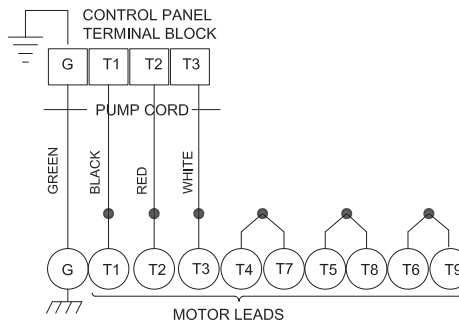 CONTROL PANEL
TERMINAL BLOCK
G T1 T2 T3
PUMP CORD
GREEN
BLACK
RED
WHITE
G T1 T2 T3 T4 T7 T5 T8 T6 T9
MOTOR LEADS